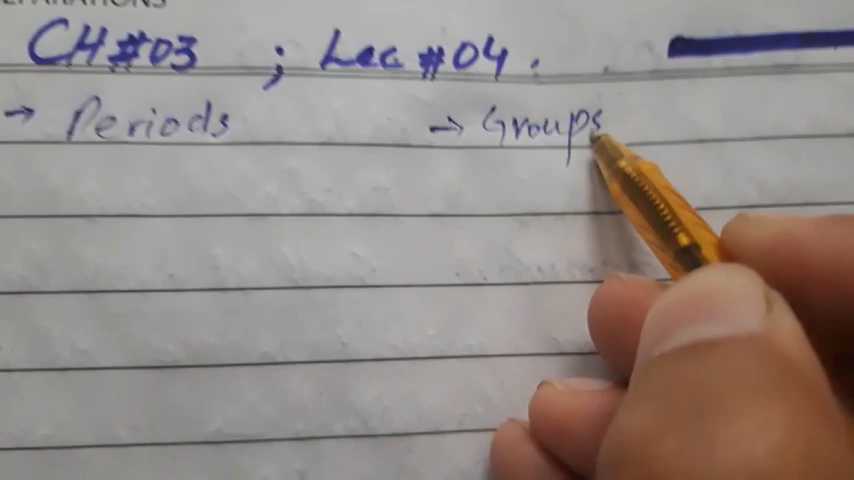 CH#03 ; Lec #04.
→ Periods → Groups